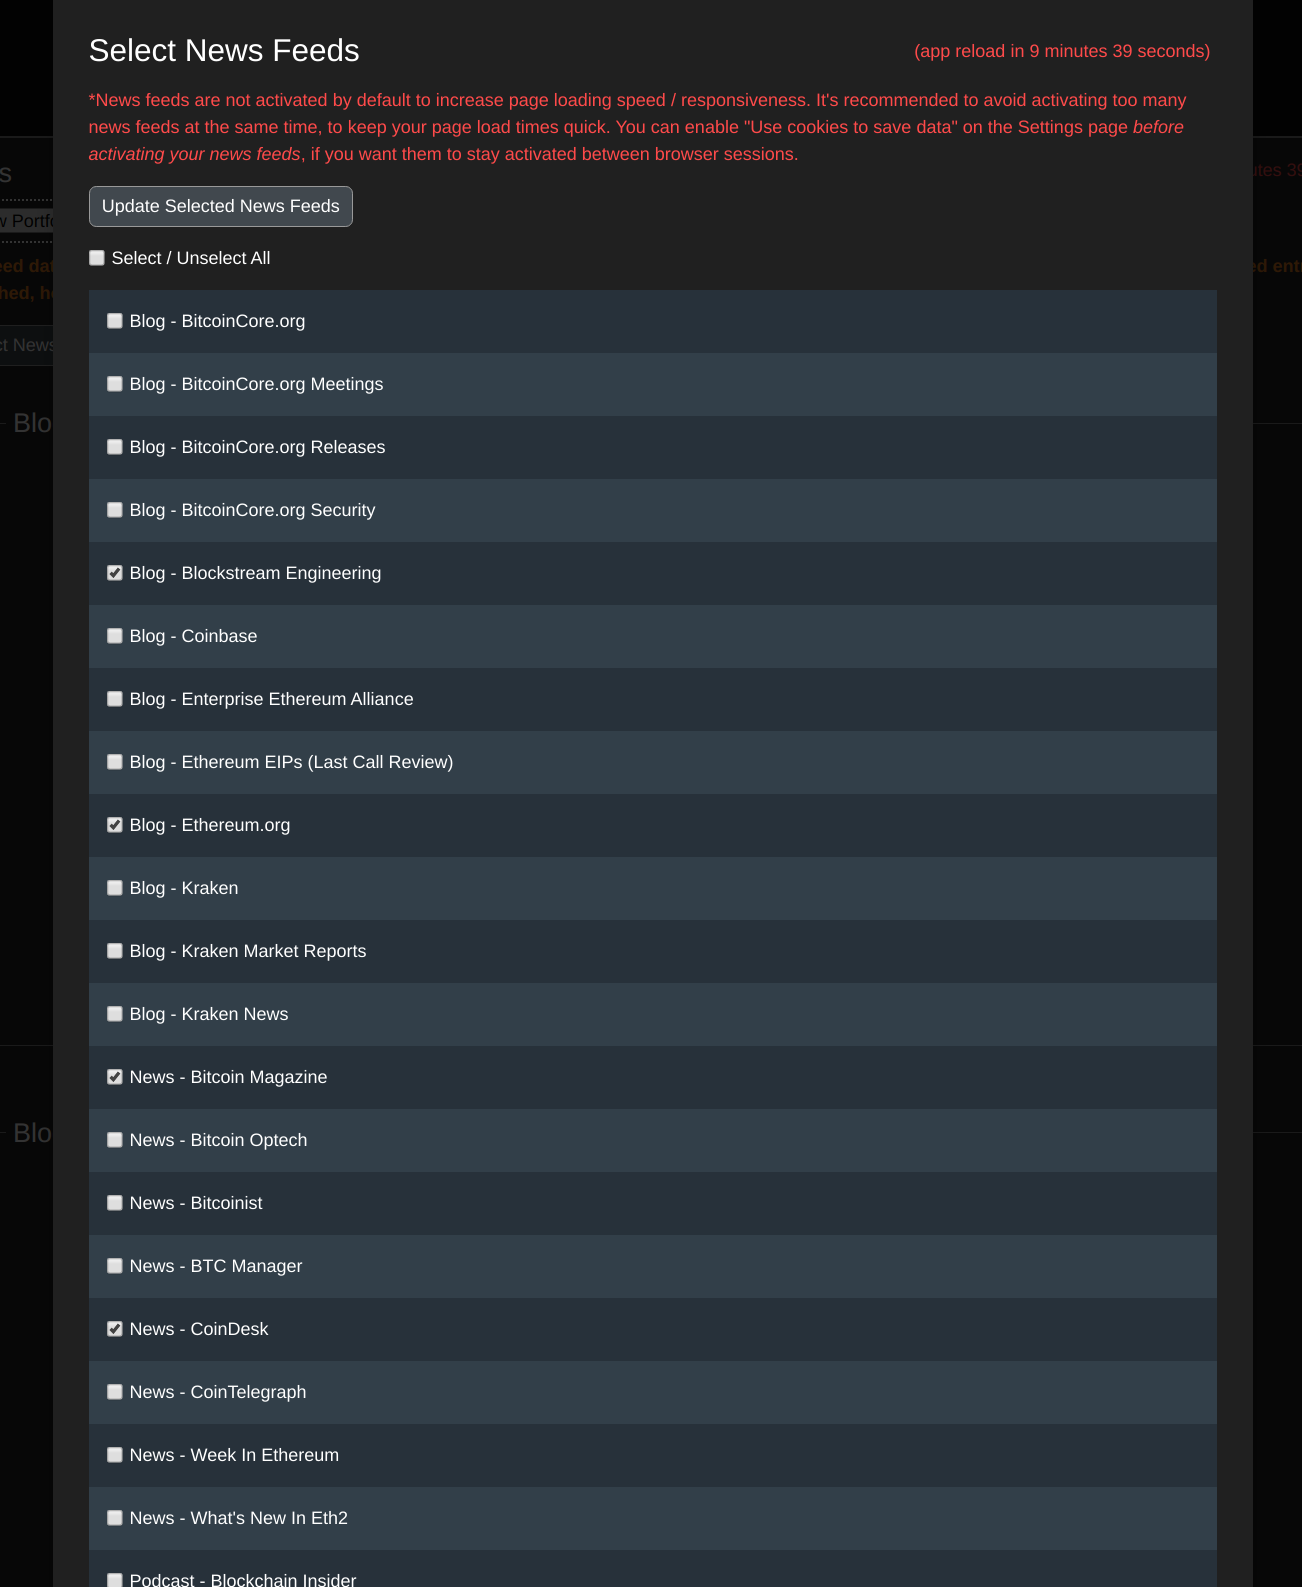 Select News Feeds
(app reload in 9 minutes 39 seconds)
*News feeds are not activated by default to increase page loading speed / responsiveness. It's recommended to avoid activating too many
news feeds at the same time, to keep your page load times quick. You can enable "Use cookies to save data" on the Settings page before
activating your news feeds, if you want them to stay activated between browser sessions.
Update Selected News Feeds
Select / Unselect All
Blog - BitcoinCore.org
Blog - BitcoinCore.org Meetings
Blog - BitcoinCore.org Releases
Blog - BitcoinCore.org Security
Blog - Blockstream Engineering
Blog - Coinbase
Blog - Enterprise Ethereum Alliance
Blog - Ethereum EIPs (Last Call Review)
Blog - Ethereum.org
Blog - Kraken
Blog - Kraken Market Reports
Blog - Kraken News
News - Bitcoin Magazine
News - Bitcoin Optech
News - Bitcoinist
News - BTC Manager
News - CoinDesk
News - CoinTelegraph
News - Week In Ethereum
News - What's New In Eth2
Podcast - Blockchain Insider